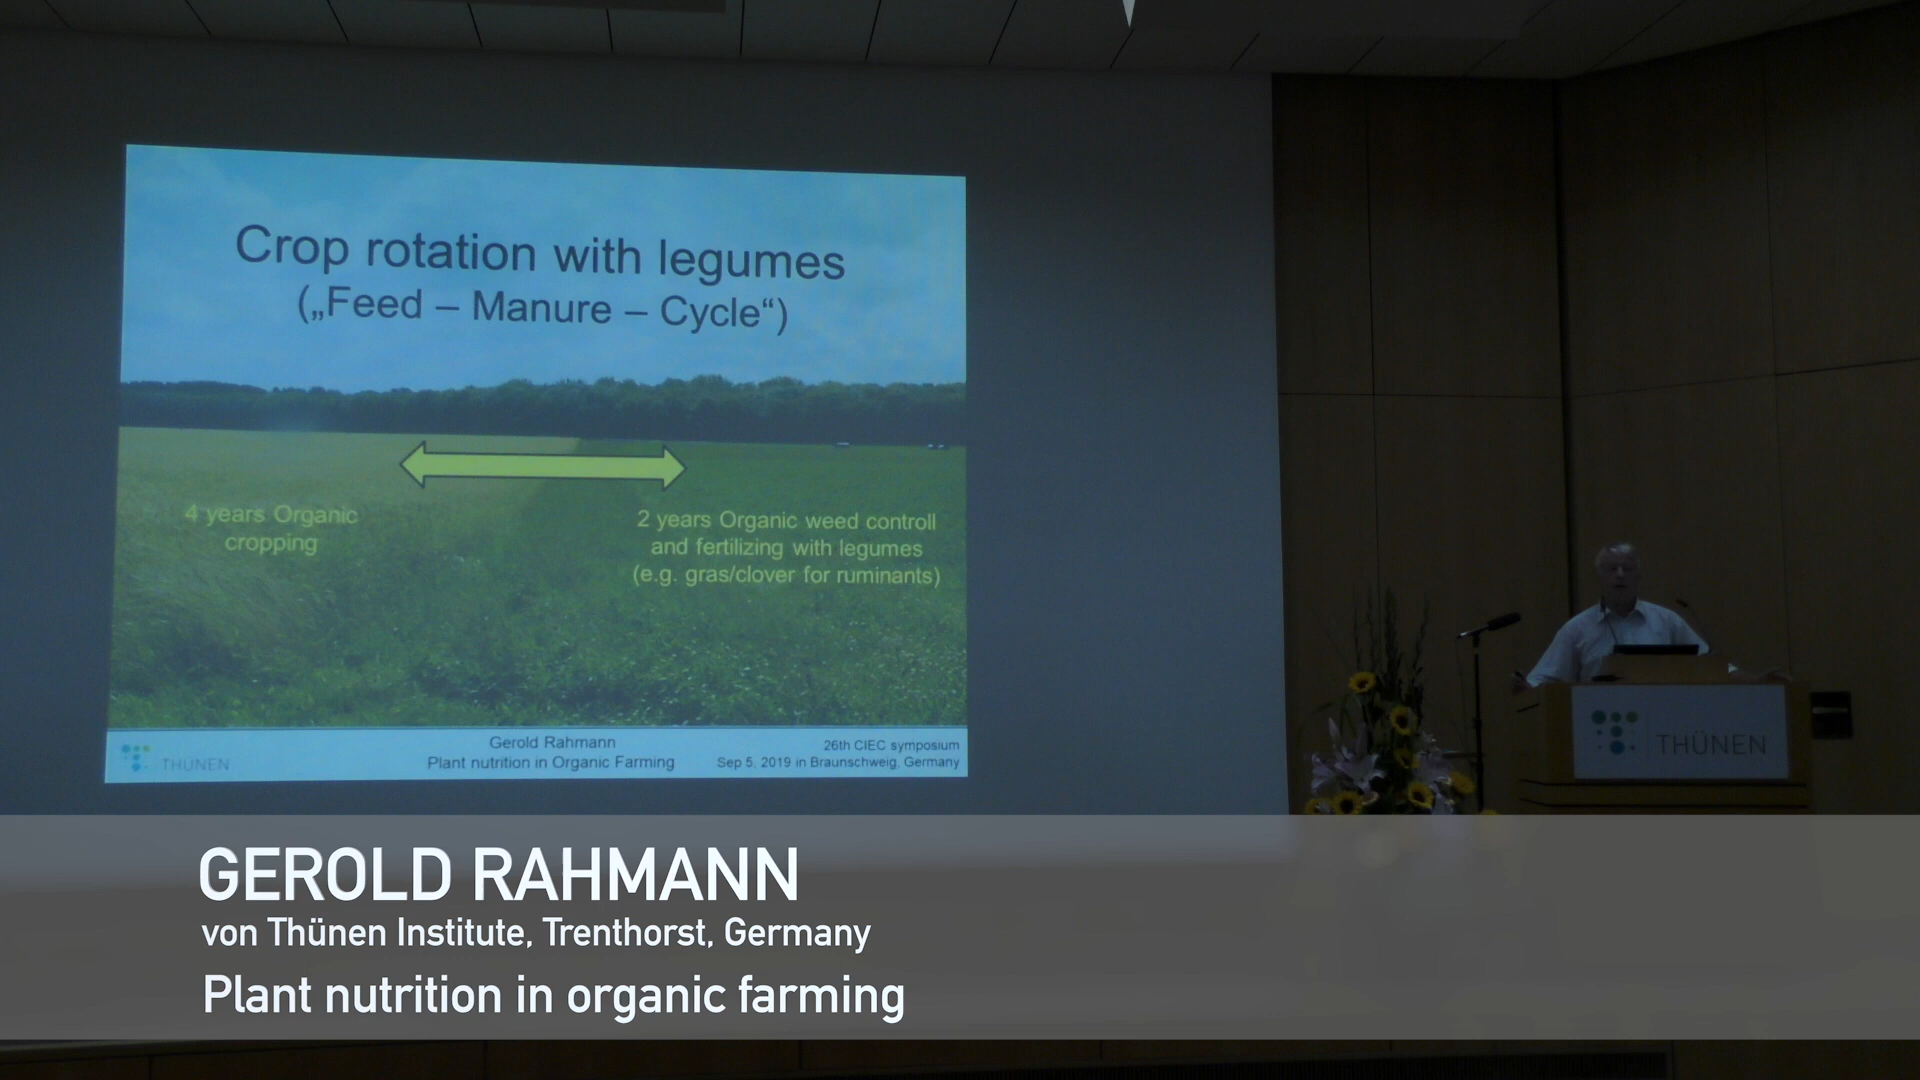 Crop rotation with legumes
(„Feed – Manure – Cycle“)
4 years Organic
cropping
2 years Organic weed controll
and fertilizing with legumes
(e.g. gras/clover for ruminants)
THÜNEN
Gerold Rahmann
Plant nutrition in Organic Farming
26th CIEC symposium
Sep 5, 2019 in Braunschweig, Germany
THÜNEN
GEROLD RAHMANN
von Thünen Institute, Trenthorst, Germany
Plant nutrition in organic farming